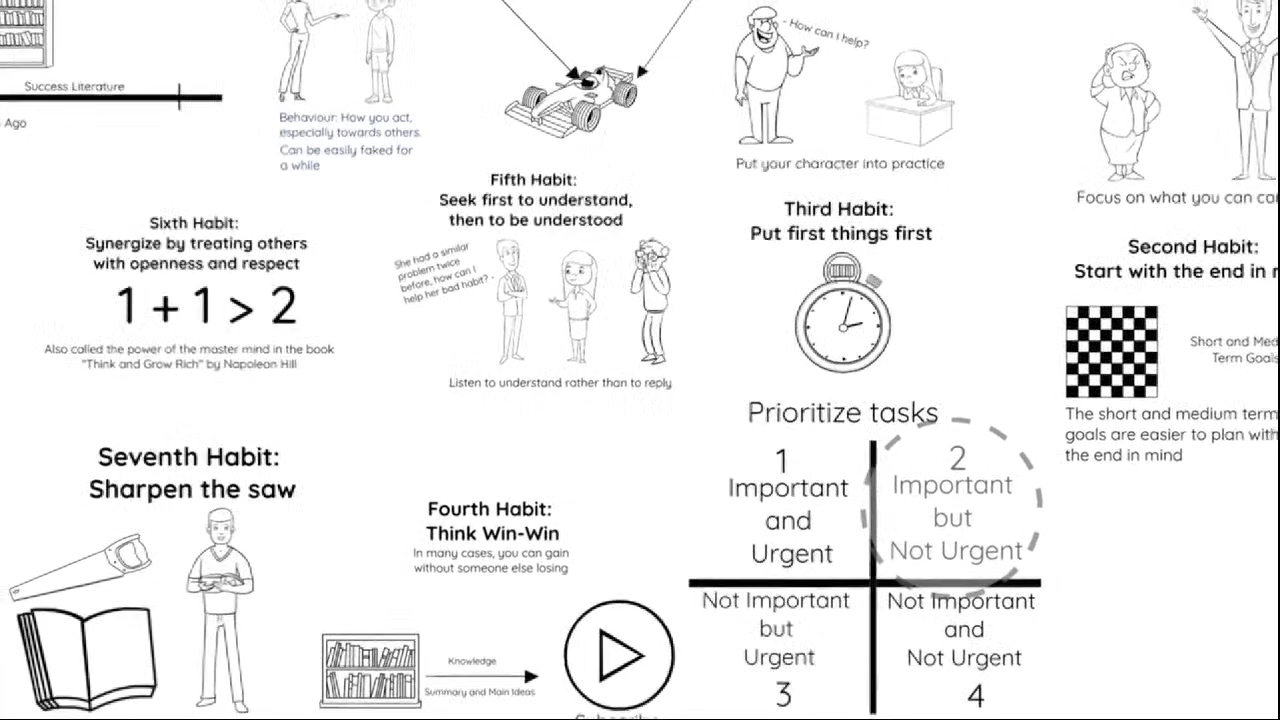 Success Literature
Ago
Behaviour: How you act,
especially towards others.
Can be easily faked for
a while
- How can I help?
Put your character into practice
Focus on what you can
Sixth Habit:
Synergize by treating others
with openness and respect
1 + 1 > 2
Also called the power of the master mind in the book
"Think and Grow Rich" by Napoleon Hill
Fifth Habit:
Seek first to understand,
then to be understood
She had a similar
problem twice
before, how can I
help her bad habit? -
Listen to understand rather than to reply
Third Habit:
Put first things first
Second Habit:
Start with the end in
Short and Med
Term Goals
The short and medium term
goals are easier to plan with
the end in mind
Prioritize tasks
1
Important
and
Urgent
2
Important
but
Not Urgent
Not Important
but
Urgent
3
Not Important
and
Not Urgent
4
Seventh Habit:
Sharpen the saw
Fourth Habit:
Think Win-Win
In many cases, you can gain
without someone else losing
Knowledge
Summary and Main Ideas